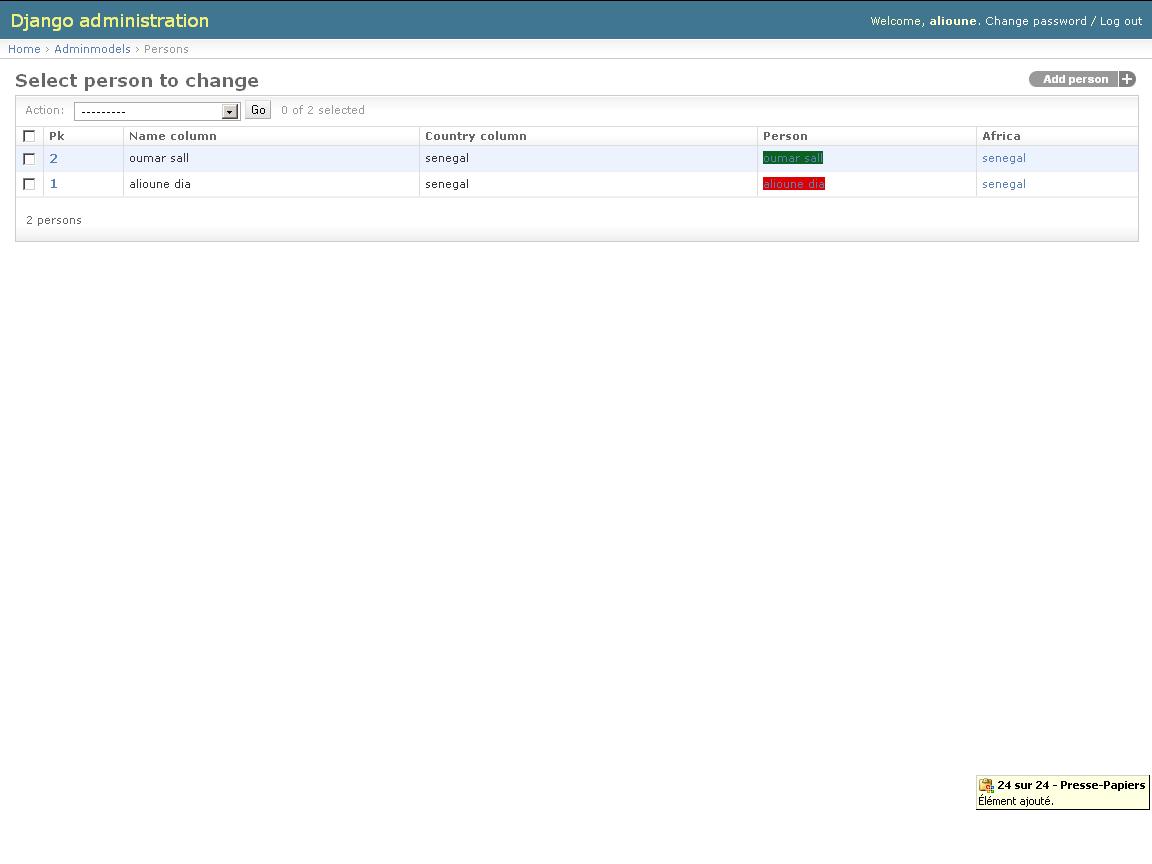 Django administration
Welcome, alioune. Change password / Log out
Home › Adminmodels › Persons
Select person to change
Add person +
Action: --------- Go 0 of 2 selected
Pk Name column Country column Person Africa
2 oumar sall senegal oumar sall senegal
1 alioune dia senegal alioune dia senegal
2 persons
24 sur 24 - Presse-Papiers
Élément ajouté.